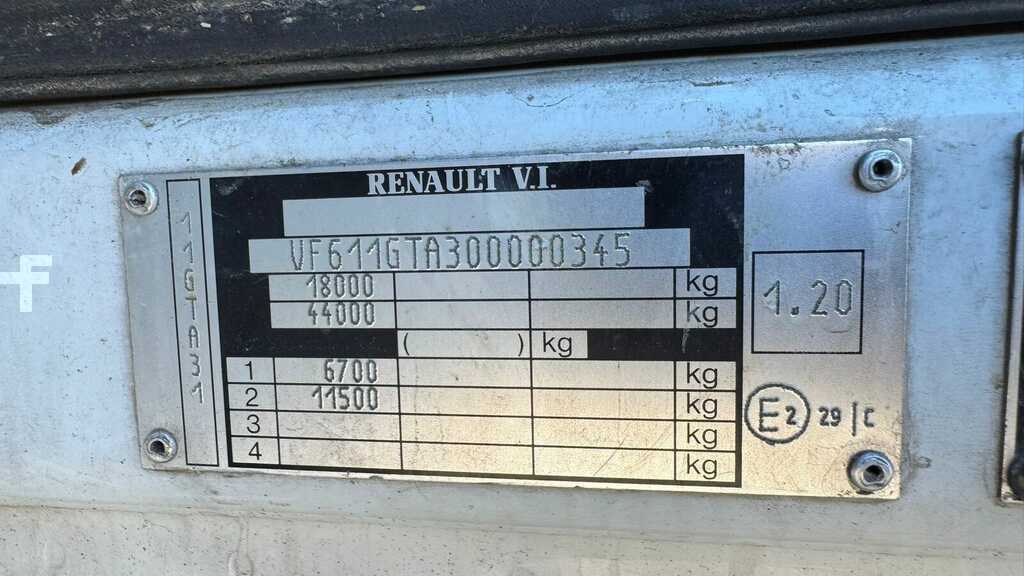 RENAULT V.I.
11GTA31
VF611GTA300000345
18000 kg
44000 kg
( ) kg
1 6700 kg
2 11500 kg
3 kg
4 kg
1.20
E2 29|C
F